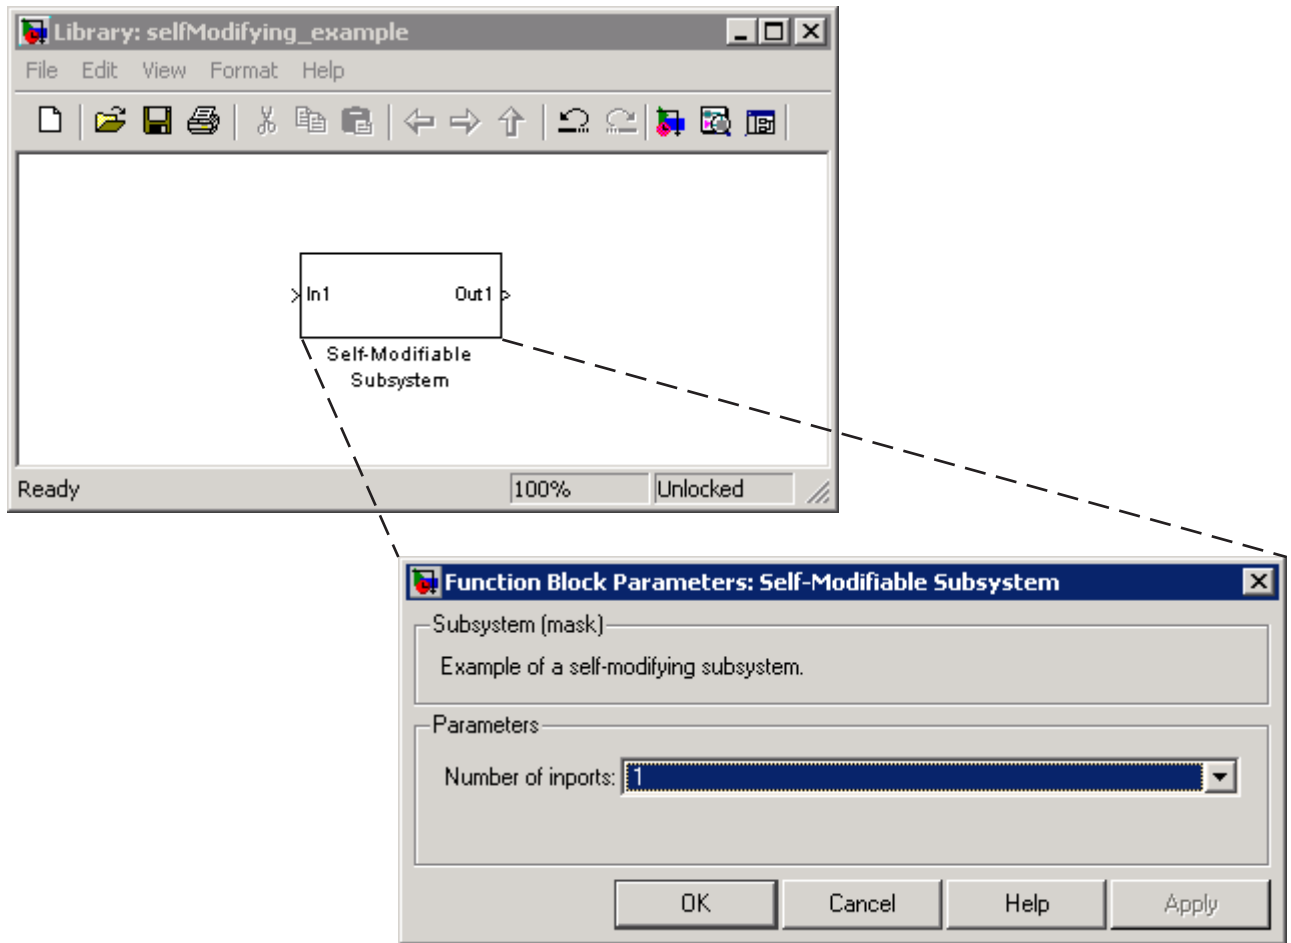 Library: selfModifying_example
File Edit View Format Help
In1 Out1
Self-Modifiable
Subsystem
Ready 100% Unlocked
Function Block Parameters: Self-Modifiable Subsystem
Subsystem (mask)
Example of a self-modifying subsystem.
Parameters
Number of inports: 1
OK Cancel Help Apply